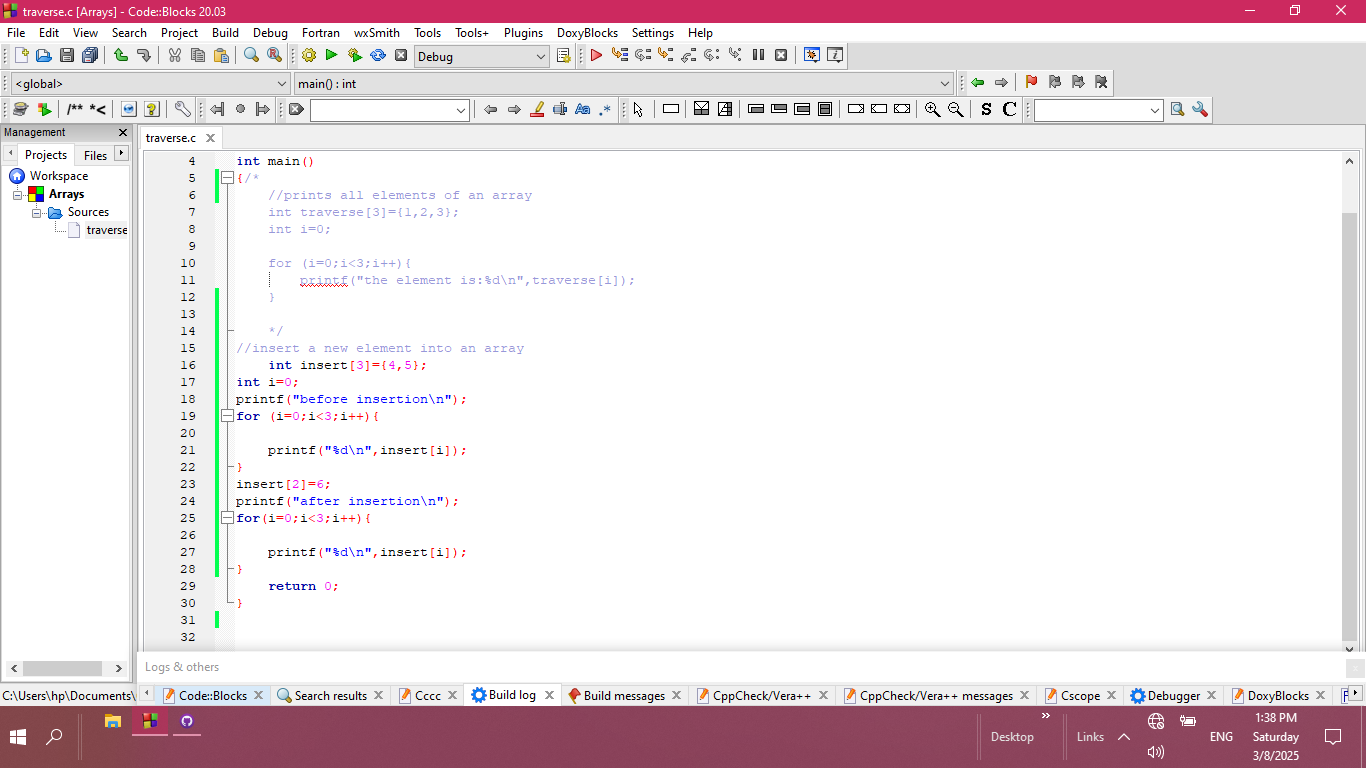 traverse.c [Arrays] - Code::Blocks 20.03
File Edit View Search Project Build Debug Fortran wxSmith Tools Tools+ Plugins DoxyBlocks Settings Help
Debug
<global> main() : int
/** *< Aa .* S C
Management
Projects Files
traverse.c
Workspace
Arrays
Sources
traverse
4 int main()
5 {/*
6 //prints all elements of an array
7 int traverse[3]={1,2,3};
8 int i=0;
9
10 for (i=0;i<3;i++){
11 printf("the element is:%d\n",traverse[i]);
12 }
13
14 */
15 //insert a new element into an array
16 int insert[3]={4,5};
17 int i=0;
18 printf("before insertion\n");
19 for (i=0;i<3;i++){
20
21 printf("%d\n",insert[i]);
22 }
23 insert[2]=6;
24 printf("after insertion\n");
25 for(i=0;i<3;i++){
26
27 printf("%d\n",insert[i]);
28 }
29 return 0;
30 }
31
32
Logs & others
Code::Blocks Search results Cccc Build log Build messages CppCheck/Vera++ CppCheck/Vera++ messages Cscope Debugger DoxyBlocks
C:\Users\hp\Documents\
Desktop Links ENG
1:38 PM
Saturday
3/8/2025